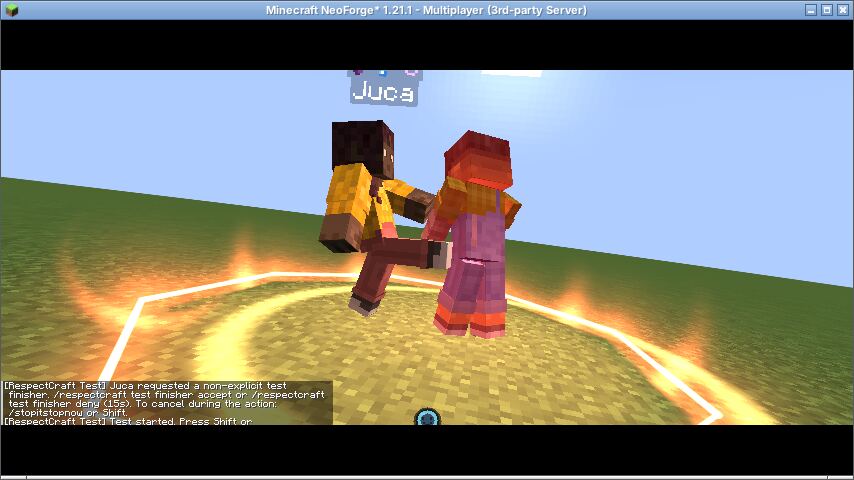 Minecraft NeoForge* 1.21.1 - Multiplayer (3rd-party Server)
Juca
[RespectCraft Test] Juca requested a non-explicit test
finisher. /respectcraft test finisher accept or /respectcraft
test finisher deny (15s). To cancel during the action:
/stopitstopnow or Shift.
[RespectCraft Test] Test started. Press Shift or